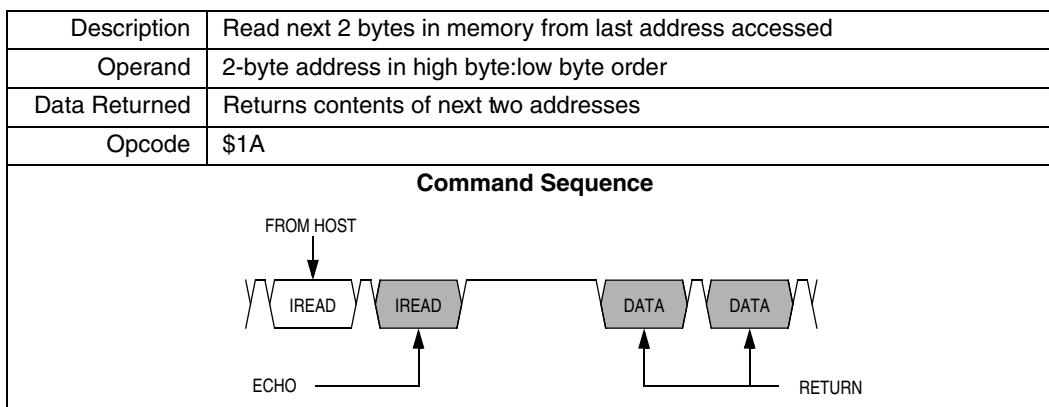 Description Read next 2 bytes in memory from last address accessed
Operand 2-byte address in high byte:low byte order
Data Returned Returns contents of next two addresses
Opcode $1A
Command Sequence
FROM HOST
IREAD IREAD DATA DATA
ECHO RETURN